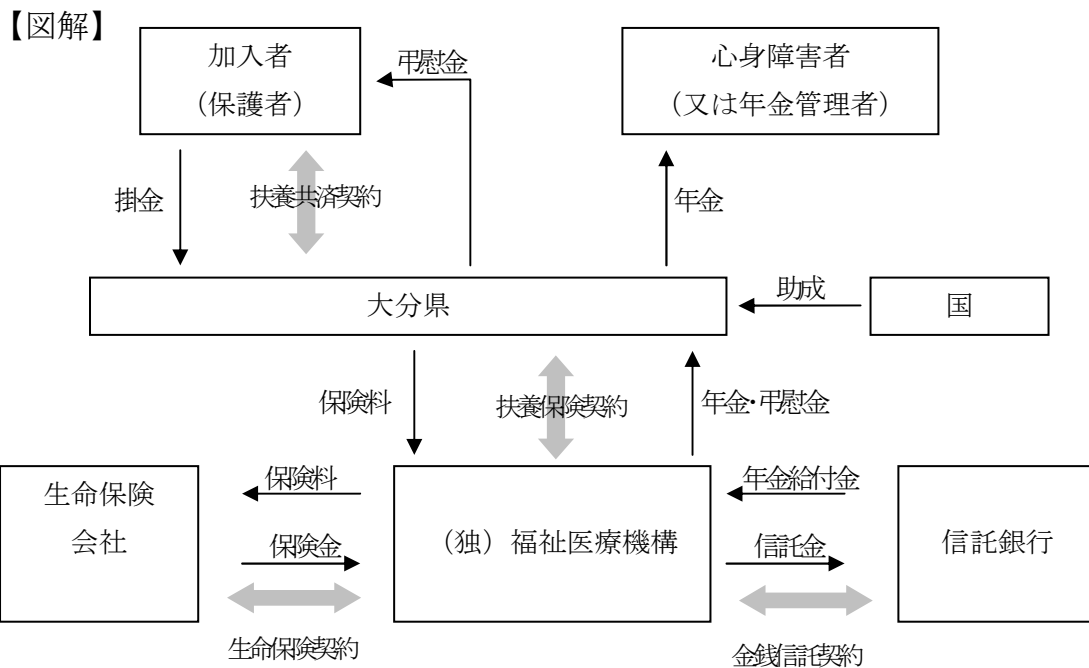 【図解】
加入者
（保護者）
弔慰金
心身障害者
（又は年金管理者）
掛金
扶養共済契約
年金
大分県
助成
国
保険料
扶養保険契約
年金・弔慰金
生命保険
会社
保険料
保険金
生命保険契約
（独）福祉医療機構
年金給付金
信託金
金銭信託契約
信託銀行